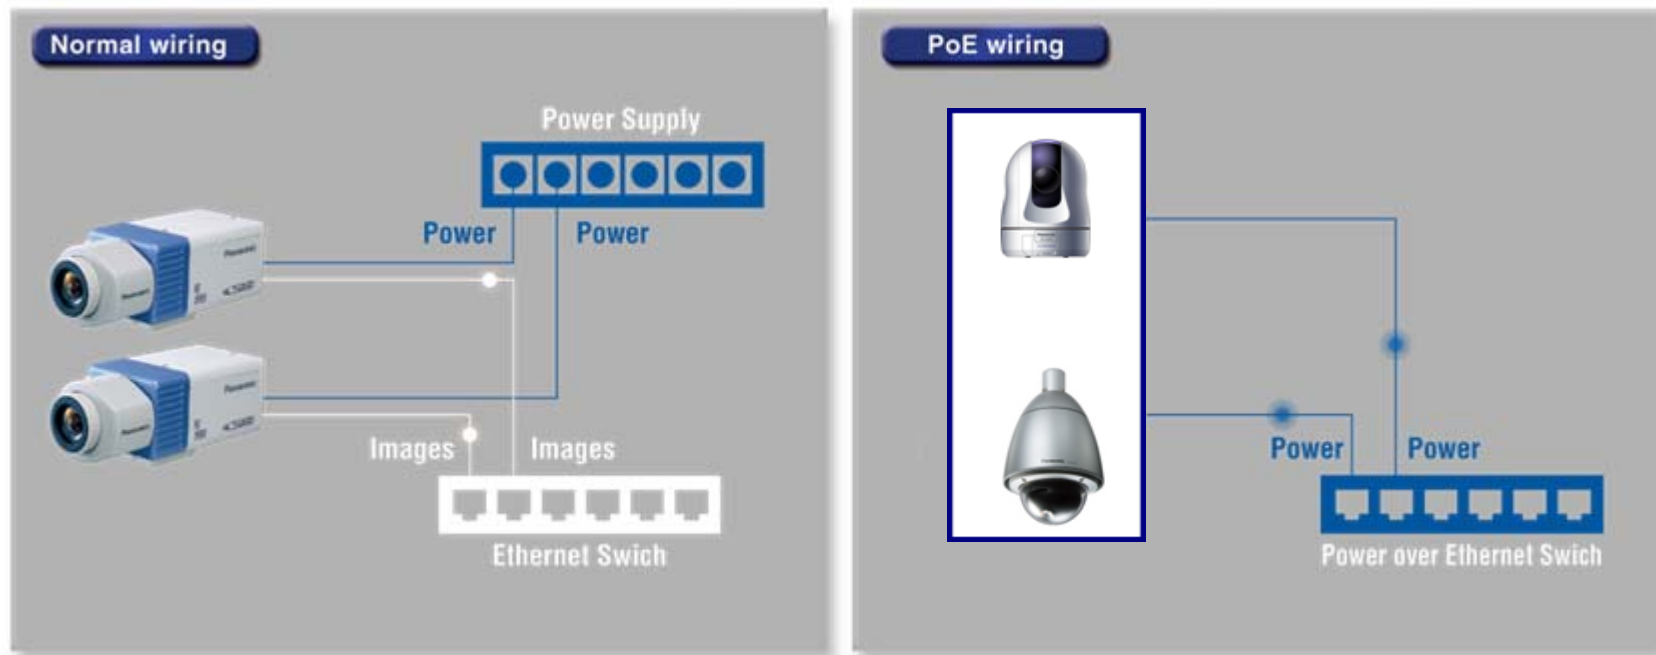 Normal wiring
Power Supply
Power
Power
Images
Images
Ethernet Swich
PoE wiring
Power
Power
Power over Ethernet Swich